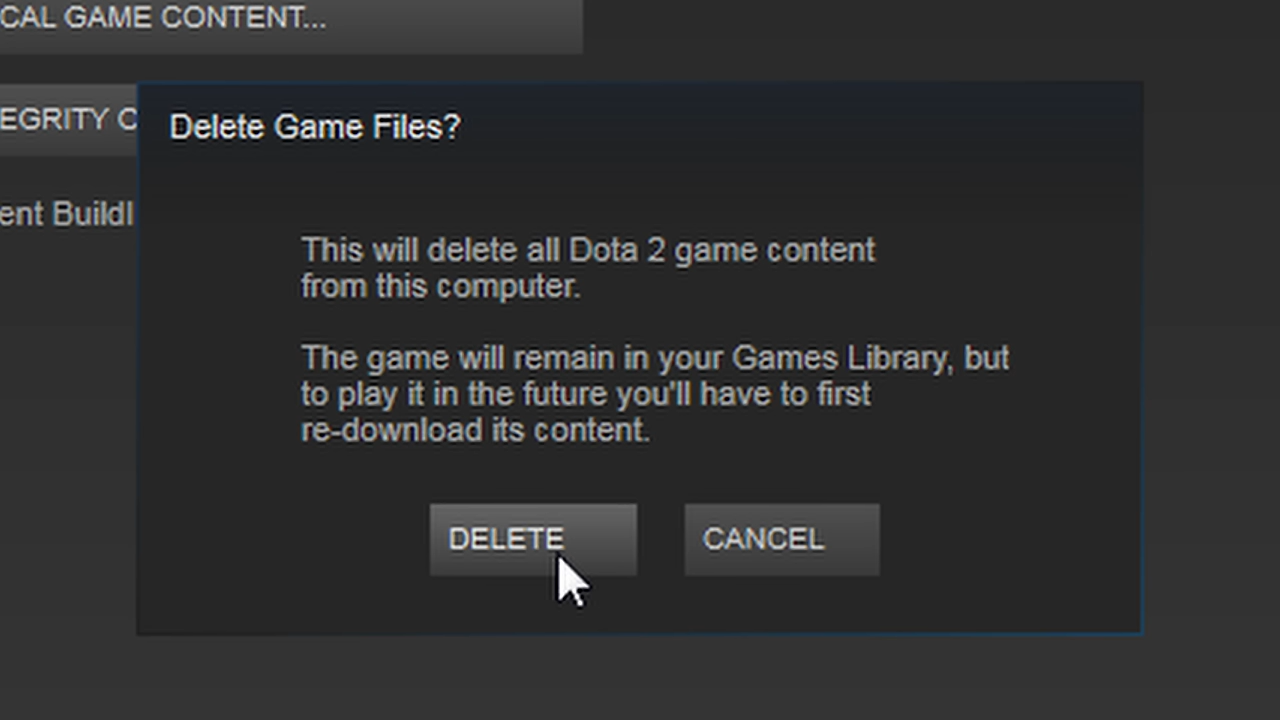 CAL GAME CONTENT...
EGRITY C
Delete Game Files?
ent BuildI
This will delete all Dota 2 game content
from this computer.
The game will remain in your Games Library, but
to play it in the future you'll have to first
re-download its content.
DELETE
CANCEL